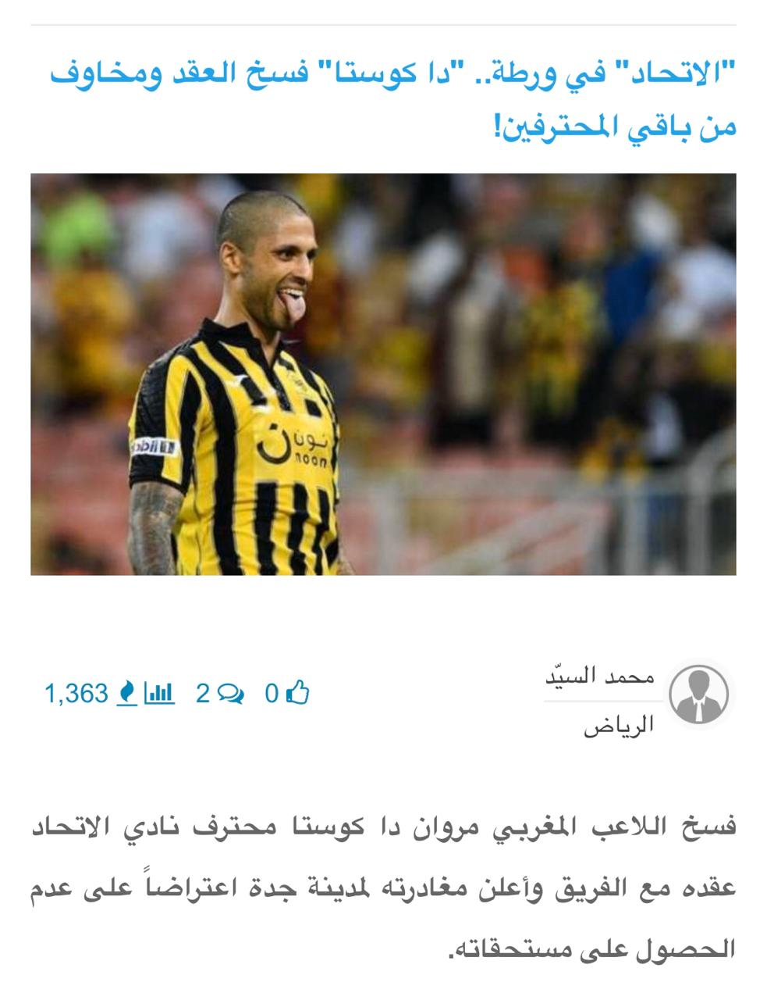 "الاتحاد" في ورطة.. "دا كوستا" فسخ العقد ومخاوف
من باقي المحترفين!
نون
noon
obil
محمد السيّد
الرياض
0 2 1,363
فسخ اللاعب المغربي مروان دا كوستا محترف نادي الاتحاد
عقده مع الفريق وأعلن مغادرته لمدينة جدة اعتراضاً على عدم
الحصول على مستحقاته.